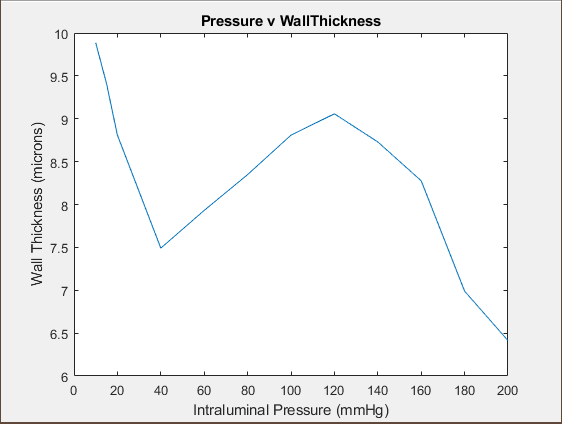 Pressure v WallThickness
10
9.5
9
8.5
8
7.5
7
6.5
6
Wall Thickness (microns)
0 20 40 60 80 100 120 140 160 180 200
Intraluminal Pressure (mmHg)